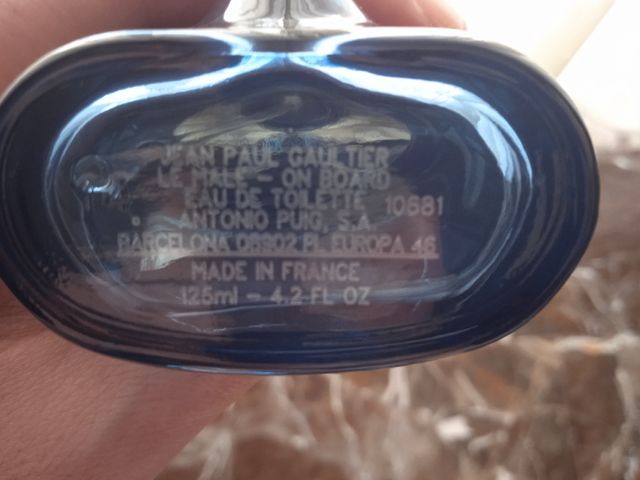 JEAN PAUL GAULTIER
LE MALE - ON BOARD
EAU DE TOILETTE 10681
ANTONIO PUIG, S.A
BARCELONA 08902 PL EUROPA 46
MADE IN FRANCE
125ml - 4.2 FL OZ